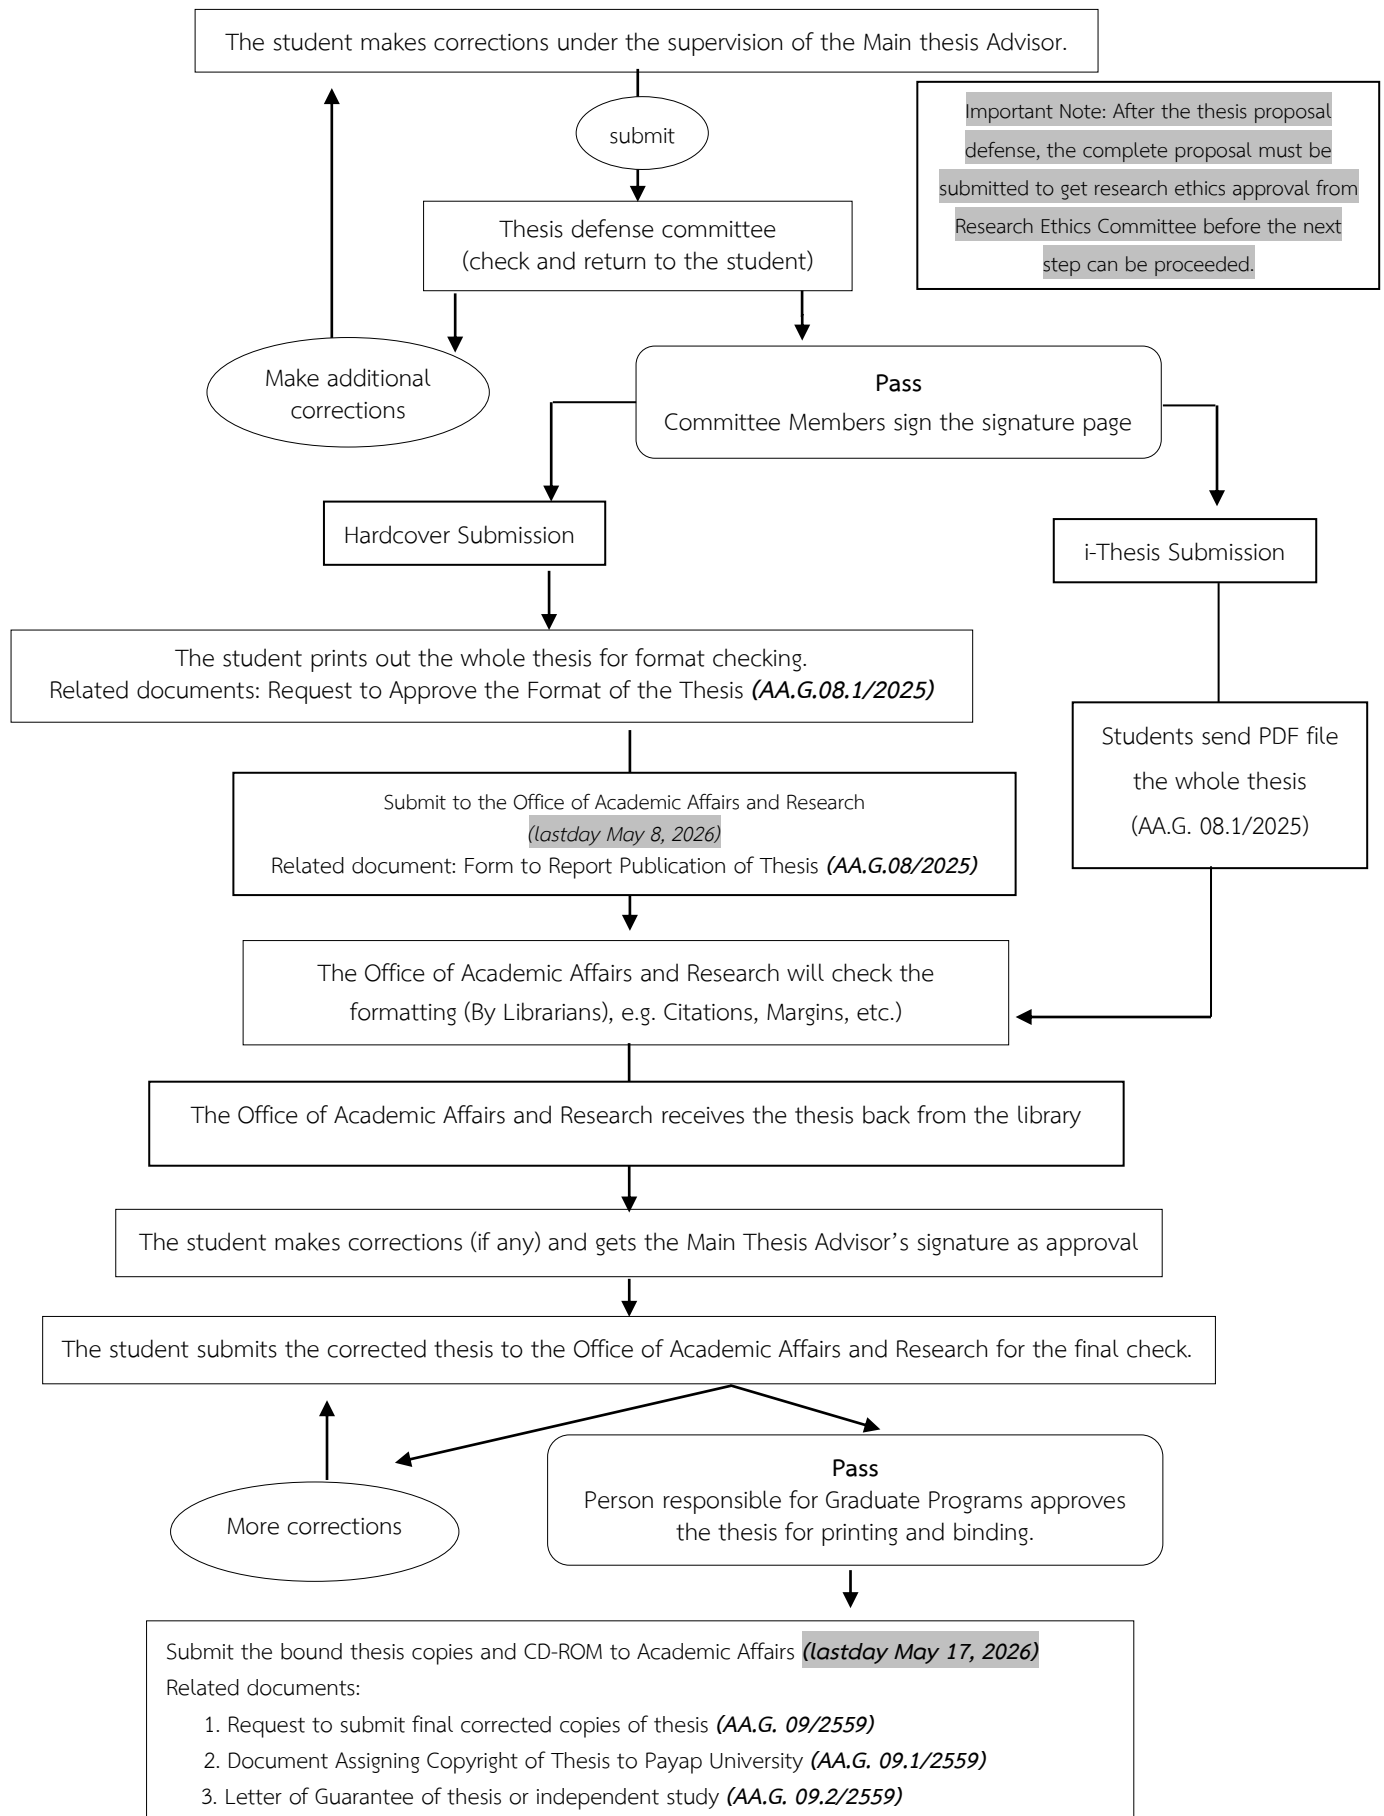 The student makes corrections under the supervision of the Main thesis Advisor.
submit
Important Note: After the thesis proposal
defense, the complete proposal must be
submitted to get research ethics approval from
Research Ethics Committee before the next
step can be proceeded.
Thesis defense committee
(check and return to the student)
Make additional
corrections
Pass
Committee Members sign the signature page
Hardcover Submission
i-Thesis Submission
The student prints out the whole thesis for format checking.
Related documents: Request to Approve the Format of the Thesis (AA.G.08.1/2025)
Students send PDF file
the whole thesis
(AA.G. 08.1/2025)
Submit to the Office of Academic Affairs and Research
(lastday May 8, 2026)
Related document: Form to Report Publication of Thesis (AA.G.08/2025)
The Office of Academic Affairs and Research will check the
formatting (By Librarians), e.g. Citations, Margins, etc.)
The Office of Academic Affairs and Research receives the thesis back from the library
The student makes corrections (if any) and gets the Main Thesis Advisor’s signature as approval
The student submits the corrected thesis to the Office of Academic Affairs and Research for the final check.
More corrections
Pass
Person responsible for Graduate Programs approves
the thesis for printing and binding.
Submit the bound thesis copies and CD-ROM to Academic Affairs (lastday May 17, 2026)
Related documents:
1. Request to submit final corrected copies of thesis (AA.G. 09/2559)
2. Document Assigning Copyright of Thesis to Payap University (AA.G. 09.1/2559)
3. Letter of Guarantee of thesis or independent study (AA.G. 09.2/2559)